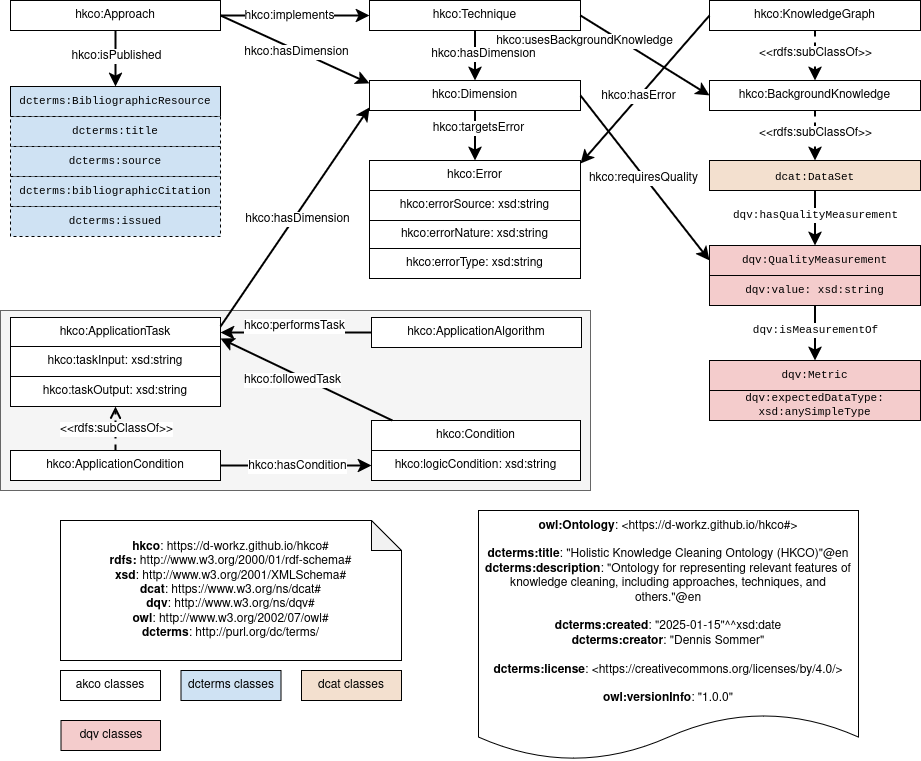 hkco:Approach
hkco:implements
hkco:Technique
hkco:KnowledgeGraph
hkco:usesBackgroundKnowledge
hkco:isPublished
hkco:hasDimension
hkco:hasDimension
<<rdfs:subClassOf>>
dcterms:BibliographicResource
hkco:Dimension
hkco:hasError
hkco:BackgroundKnowledge
dcterms:title
hkco:targetsError
<<rdfs:subClassOf>>
dcterms:source
hkco:Error
hkco:requiresQuality
dcat:DataSet
dcterms:bibliographicCitation
hkco:errorSource: xsd:string
dqv:hasQualityMeasurement
dcterms:issued
hkco:hasDimension
hkco:errorNature: xsd:string
hkco:errorType: xsd:string
dqv:QualityMeasurement
dqv:value: xsd:string
hkco:ApplicationTask
hkco:performsTask
hkco:ApplicationAlgorithm
dqv:isMeasurementOf
hkco:taskInput: xsd:string
hkco:followedTask
dqv:Metric
hkco:taskOutput: xsd:string
dqv:expectedDataType:
xsd:anySimpleType
<<rdfs:subClassOf>>
hkco:Condition
hkco:ApplicationCondition
hkco:hasCondition
hkco:logicCondition: xsd:string
hkco: https://d-workz.github.io/hkco#
rdfs: http://www.w3.org/2000/01/rdf-schema#
xsd: http://www.w3.org/2001/XMLSchema#
dcat: https://www.w3.org/ns/dcat#
dqv: http://www.w3.org/ns/dqv#
owl: http://www.w3.org/2002/07/owl#
dcterms: http://purl.org/dc/terms/
akco classes
dcterms classes
dcat classes
dqv classes
owl:Ontology: <https://d-workz.github.io/hkco#>
dcterms:title: "Holistic Knowledge Cleaning Ontology (HKCO)"@en
dcterms:description: "Ontology for representing relevant features of
knowledge cleaning, including approaches, techniques, and
others."@en
dcterms:created: "2025-01-15"^^xsd:date
dcterms:creator: "Dennis Sommer"
dcterms:license: <https://creativecommons.org/licenses/by/4.0/>
owl:versionInfo: "1.0.0"